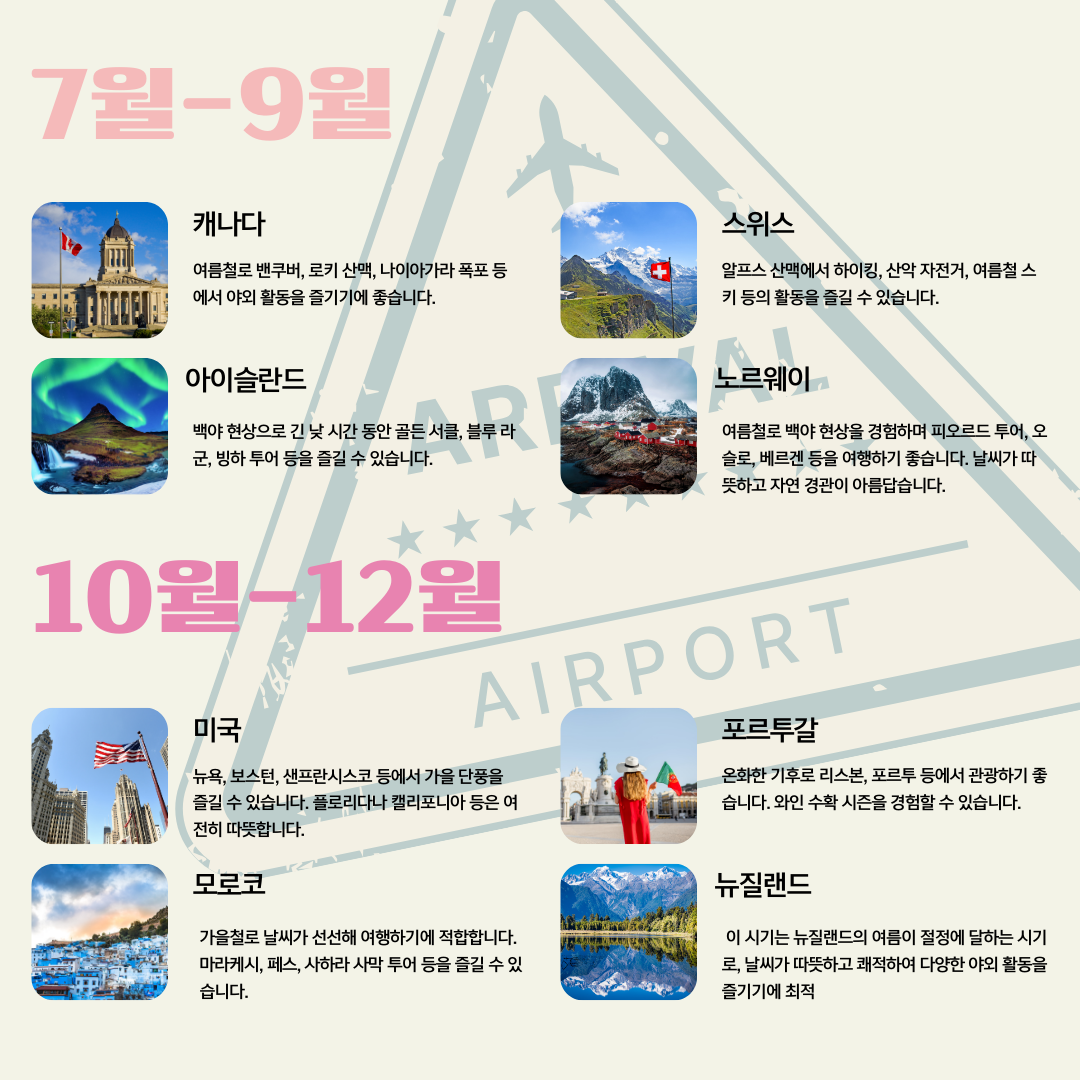 7월-9월
캐나다
여름철로 밴쿠버, 로키 산맥, 나이아가라 폭포 등
에서 야외 활동을 즐기기에 좋습니다.
스위스
알프스 산맥에서 하이킹, 산악 자전거, 여름철 스
키 등의 활동을 즐길 수 있습니다.
아이슬란드
백야 현상으로 긴 낮 시간 동안 골든 서클, 블루 라
군, 빙하 투어 등을 즐길 수 있습니다.
노르웨이
여름철로 백야 현상을 경험하며 피오르드 투어, 오
슬로, 베르겐 등을 여행하기 좋습니다. 날씨가 따
뜻하고 자연 경관이 아름답습니다.
ARRIVAL
10월-12월
AIRPORT
미국
뉴욕, 보스턴, 샌프란시스코 등에서 가을 단풍을
즐길 수 있습니다. 플로리다나 캘리포니아 등은 여
전히 따뜻합니다.
포르투갈
온화한 기후로 리스본, 포르투 등에서 관광하기 좋
습니다. 와인 수확 시즌을 경험할 수 있습니다.
모로코
가을철로 날씨가 선선해 여행하기에 적합합니다.
마라케시, 페스, 사하라 사막 투어 등을 즐길 수 있
습니다.
뉴질랜드
이 시기는 뉴질랜드의 여름이 절정에 달하는 시기
로, 날씨가 따뜻하고 쾌적하여 다양한 야외 활동을
즐기기에 최적